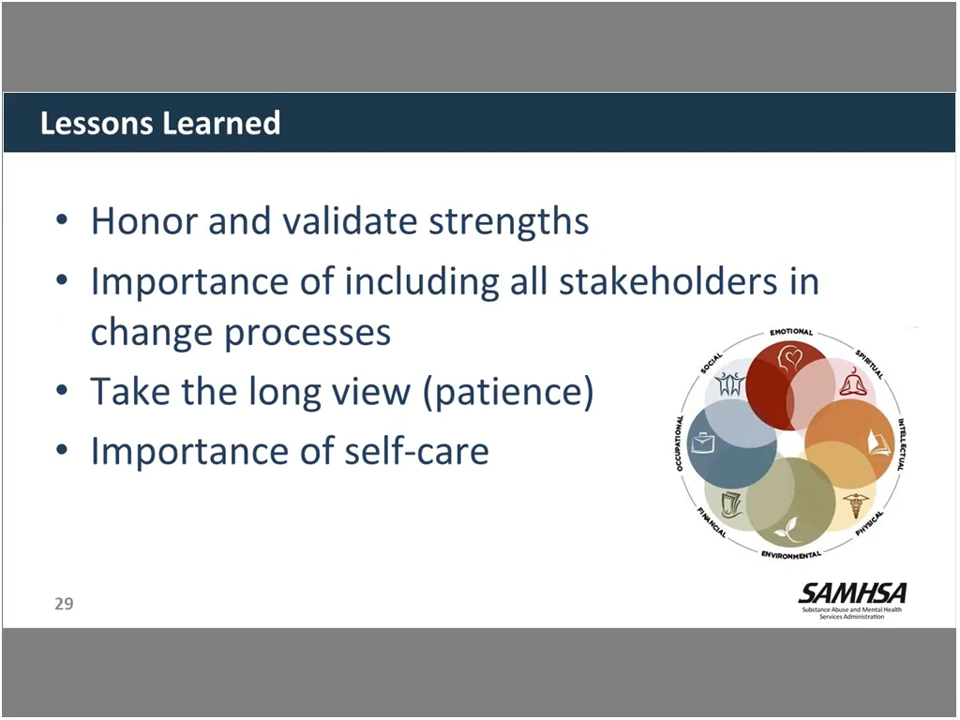 Lessons Learned
• Honor and validate strengths
• Importance of including all stakeholders in
change processes
• Take the long view (patience)
• Importance of self-care
EMOTIONAL
SPIRITUAL
INTELLECTUAL
PHYSICAL
ENVIRONMENTAL
FINANCIAL
OCCUPATIONAL
SOCIAL
29
SAMHSA
Substance Abuse and Mental Health
Services Administration